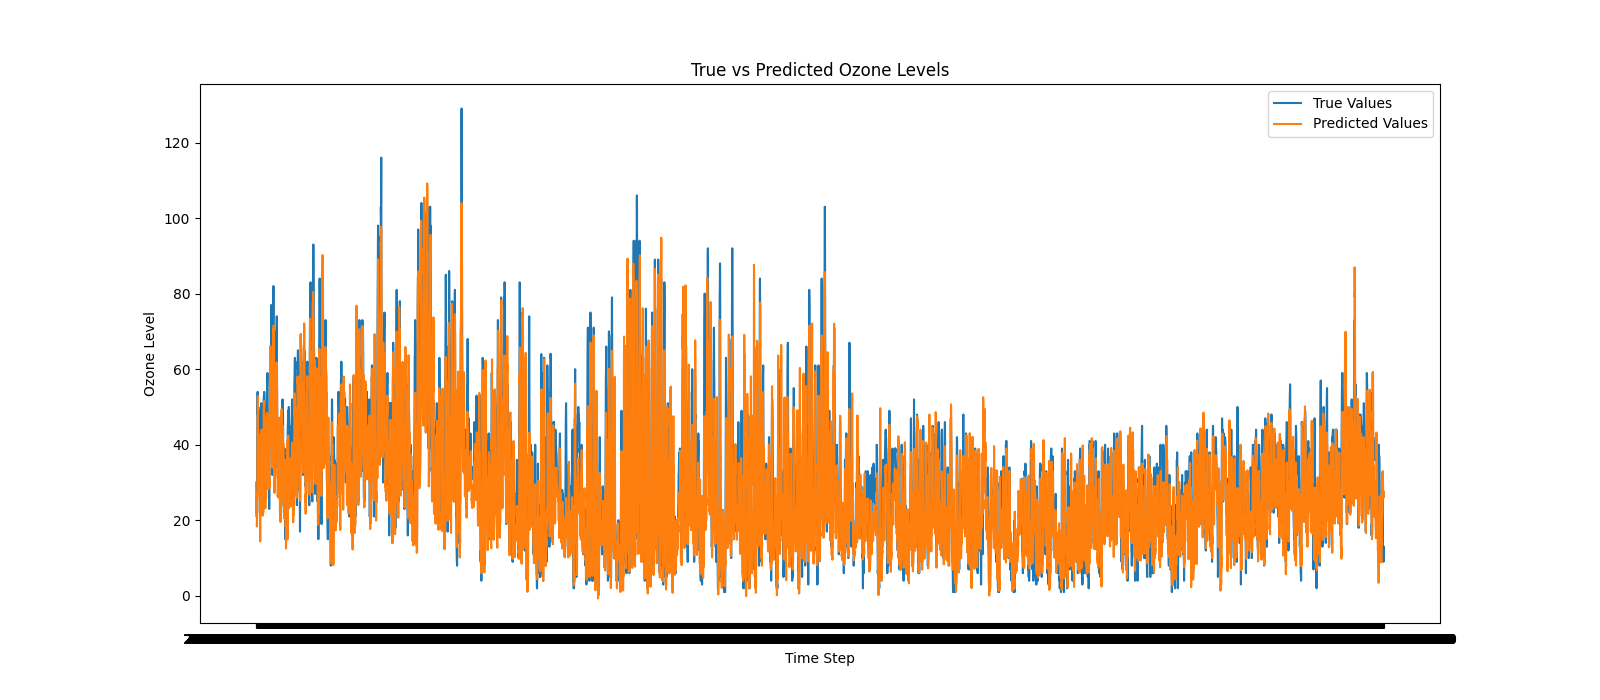 True vs Predicted Ozone Levels
True Values
Predicted Values
120
100
80
60
40
20
0
Ozone Level
Time Step